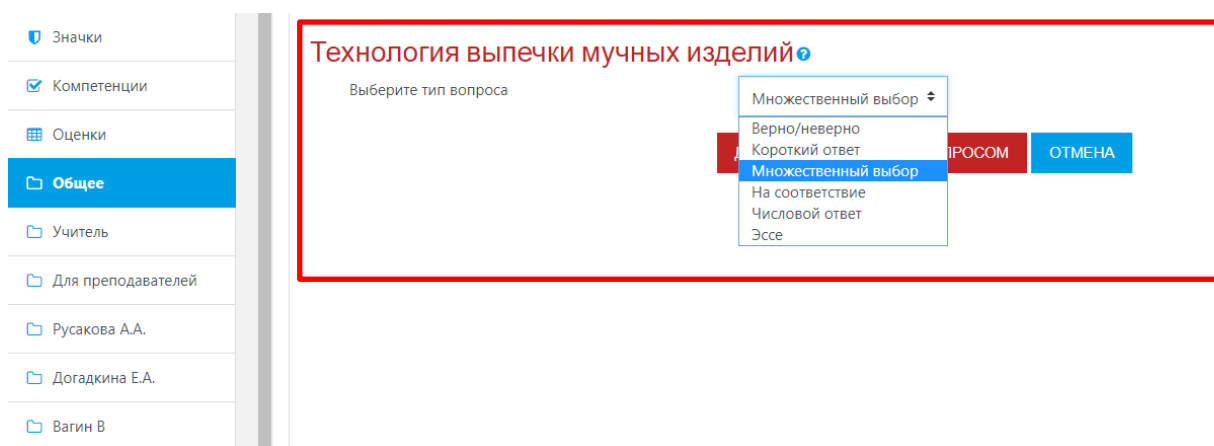 Значки
Компетенции
Оценки
Общее
Учитель
Для преподавателей
Русакова А.А.
Догадкина Е.А.
Вагин В
Технология выпечки мучных изделий
Выберите тип вопроса
Множественный выбор
Верно/неверно
Короткий ответ
Множественный выбор
На соответствие
Числовой ответ
Эссе
ОТМЕНА